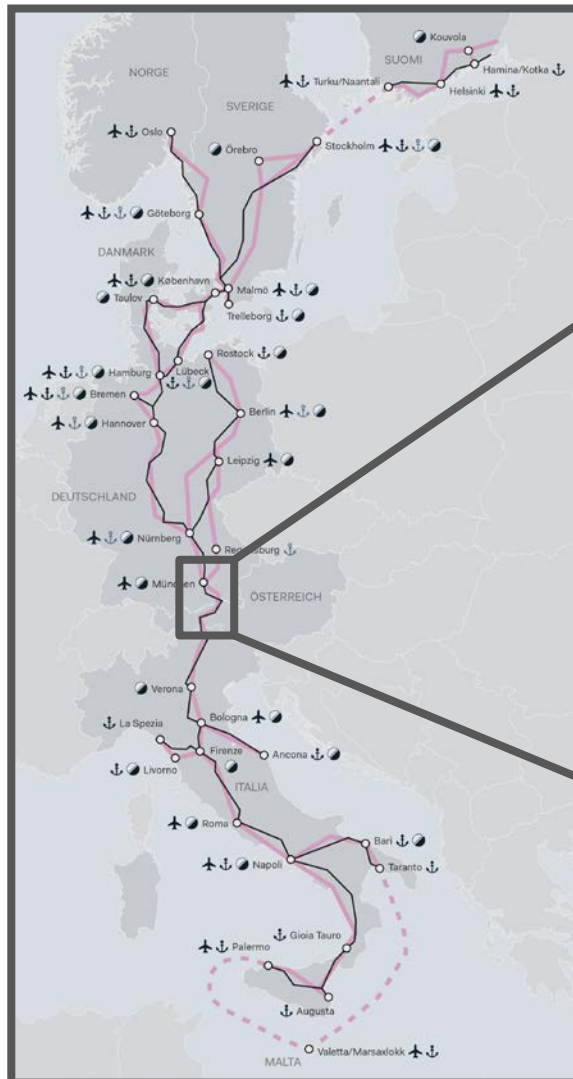 Kouvola
SUOMI
NORGE
Hamina/Kotka
Turku/Naantali
Helsinki
SVERIGE
Oslo
Örebro
Stockholm
Göteborg
DANMARK
København
Malmö
Taulov
Trelleborg
Rostock
Hamburg
Lübeck
Bremen
Berlin
Hannover
Leipzig
DEUTSCHLAND
Nürnberg
Regensburg
München
ÖSTERREICH
Verona
La Spezia
Bologna
Firenze
Ancona
Livorno
ITALIA
Roma
Bari
Napoli
Taranto
Gioia Tauro
Palermo
Augusta
Valetta/Marsaxlokk
MALTA